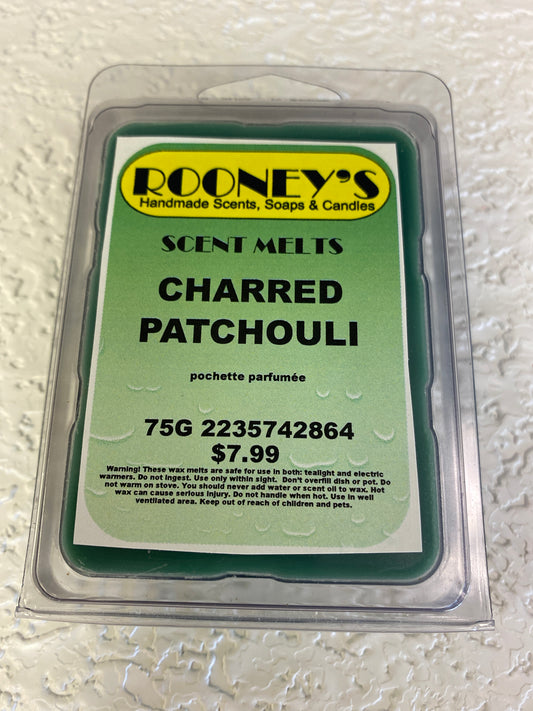 ROONEY'S
Handmade Scents, Soaps & Candles
SCENT MELTS
CHARRED
PATCHOULI
pochette parfumée
75G 2235742864
$7.99
Warning! These wax melts are safe for use in both: tealight and electric
warmers. Do not ingest. Use only within sight. Don't overfill dish or pot. Do
not warm on stove. You should never add water or scent oil to wax. Hot
wax can cause serious injury. Do not handle when hot. Use in well
ventilated area. Keep out of reach of children and pets.